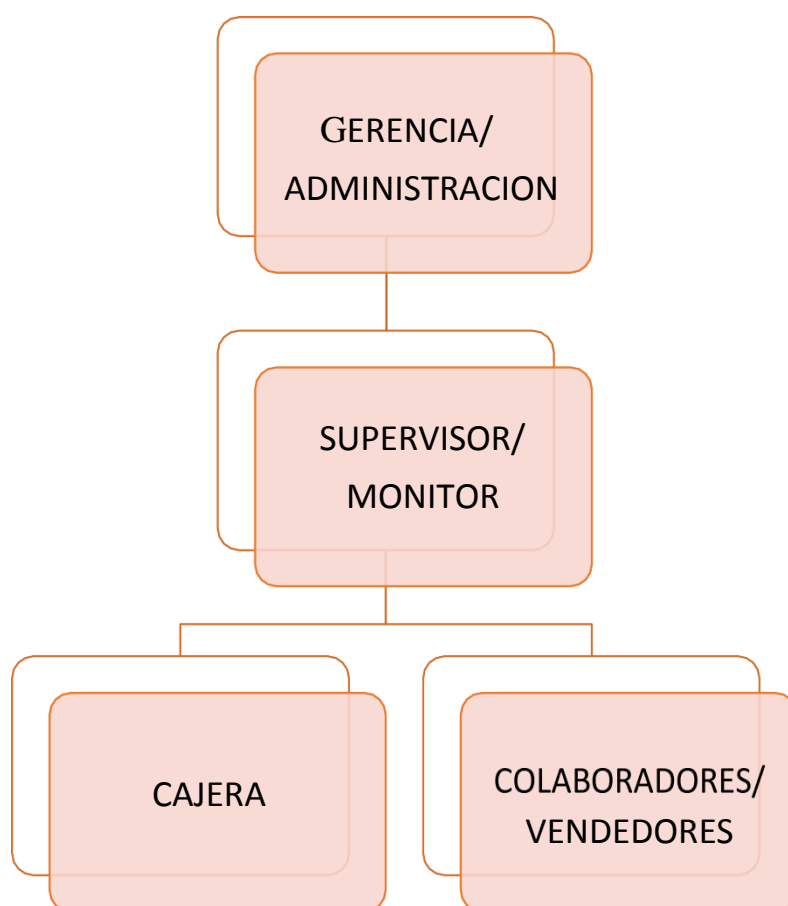 GERENCIA/
ADMINISTRACION
SUPERVISOR/
MONITOR
CAJERA
COLABORADORES/
VENDEDORES